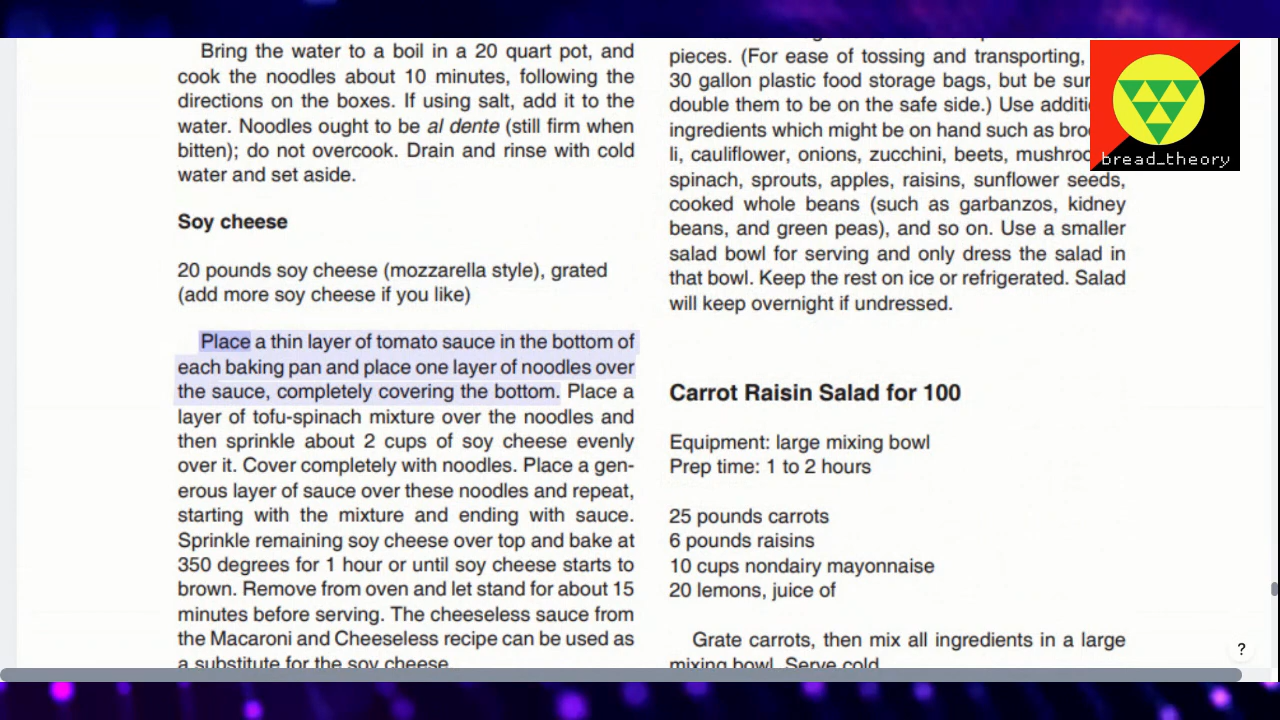 Bring the water to a boil in a 20 quart pot, and
cook the noodles about 10 minutes, following the
directions on the boxes. If using salt, add it to the
water. Noodles ought to be al dente (still firm when
bitten); do not overcook. Drain and rinse with cold
water and set aside.
Soy cheese
20 pounds soy cheese (mozzarella style), grated
(add more soy cheese if you like)
Place a thin layer of tomato sauce in the bottom of
each baking pan and place one layer of noodles over
the sauce, completely covering the bottom. Place a
layer of tofu-spinach mixture over the noodles and
then sprinkle about 2 cups of soy cheese evenly
over it. Cover completely with noodles. Place a gen-
erous layer of sauce over these noodles and repeat,
starting with the mixture and ending with sauce.
Sprinkle remaining soy cheese over top and bake at
350 degrees for 1 hour or until soy cheese starts to
brown. Remove from oven and let stand for about 15
minutes before serving. The cheeseless sauce from
the Macaroni and Cheeseless recipe can be used as
a substitute for the soy cheese.
pieces. (For ease of tossing and transporting,
30 gallon plastic food storage bags, but be sur
double them to be on the safe side.) Use additi
ingredients which might be on hand such as bro
li, cauliflower, onions, zucchini, beets, mushroo
spinach, sprouts, apples, raisins, sunflower seeds,
cooked whole beans (such as garbanzos, kidney
beans, and green peas), and so on. Use a smaller
salad bowl for serving and only dress the salad in
that bowl. Keep the rest on ice or refrigerated. Salad
will keep overnight if undressed.
Carrot Raisin Salad for 100
Equipment: large mixing bowl
Prep time: 1 to 2 hours
25 pounds carrots
6 pounds raisins
10 cups nondairy mayonnaise
20 lemons, juice of
Grate carrots, then mix all ingredients in a large
mixing bowl. Serve cold.
bread_theory
?